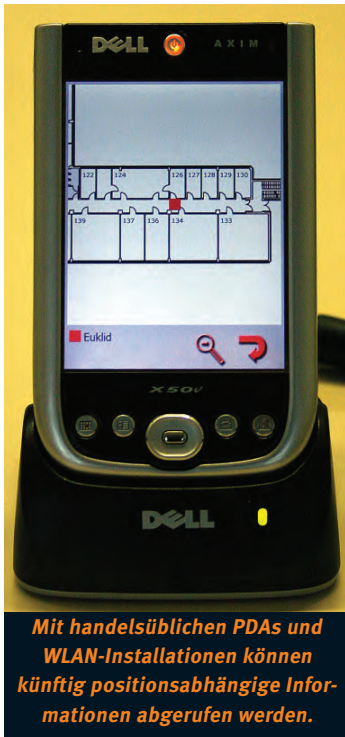 DELL AXIM
122 124 126 127 128 129 130
139 137 136 134 133
Euklid
X50v
DELL
Mit handelsüblichen PDAs und
WLAN-Installationen können
künftig positionsabhängige Infor-
mationen abgerufen werden.